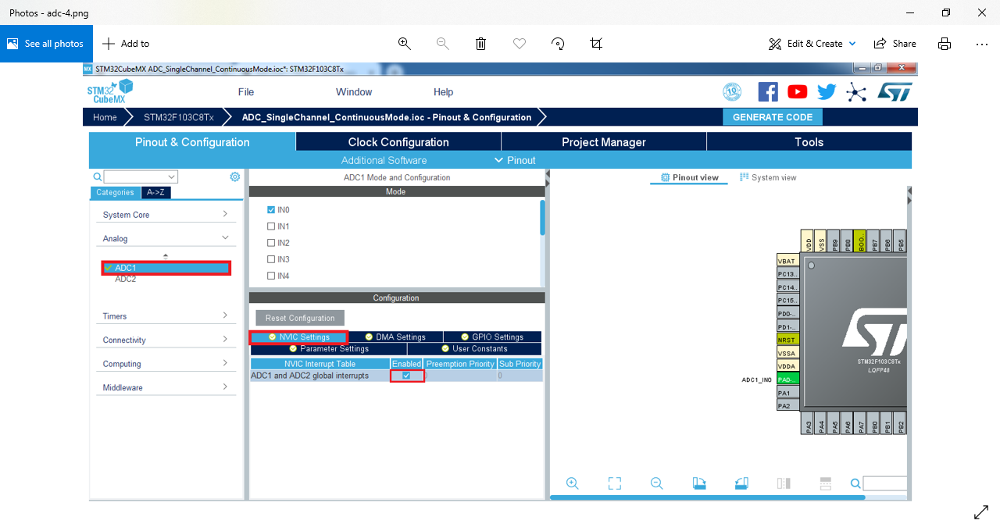 Photos - adc-4.png
See all photos
Add to
Edit & Create
Share
MX STM32CubeMX ADC_SingleChannel_ContinuousMode.ioc*: STM32F103C8Tx
STM32
CubeMX
File
Window
Help
10
ST
Home
STM32F103C8Tx
ADC_SingleChannel_ContinuousMode.ioc - Pinout & Configuration
GENERATE CODE
Pinout & Configuration
Clock Configuration
Project Manager
Tools
Additional Software
Pinout
Categories
A->Z
System Core
Analog
ADC1
ADC2
Timers
Connectivity
Computing
Middleware
ADC1 Mode and Configuration
Mode
IN0
IN1
IN2
IN3
IN4
Configuration
Reset Configuration
NVIC Settings
DMA Settings
GPIO Settings
Parameter Settings
User Constants
NVIC Interrupt Table Enabled Preemption Priority Sub Priority
ADC1 and ADC2 global interrupts 0 0
Pinout view
System view
VDD
VSS
PB9
PB8
BOO..
PB7
PB6
PB5
VBAT
PC13..
PC14..
PC15..
PD0-..
PD1-..
NRST
VSSA
VDDA
ADC1_IN0
PA0-..
PA1
PA2
ST
STM32F103C8Tx
LQFP48
PA3
PA4
PA5
PA6
PA7
PB0
PB1
PB2